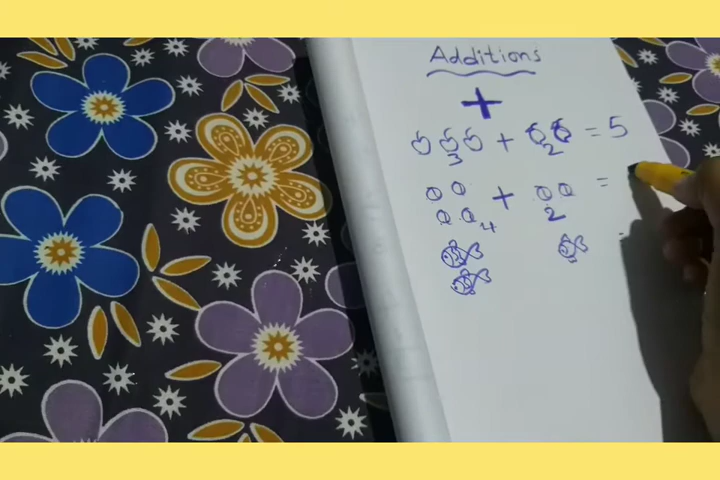 Additions
+
+ = 5
3 2
+ =
4 2